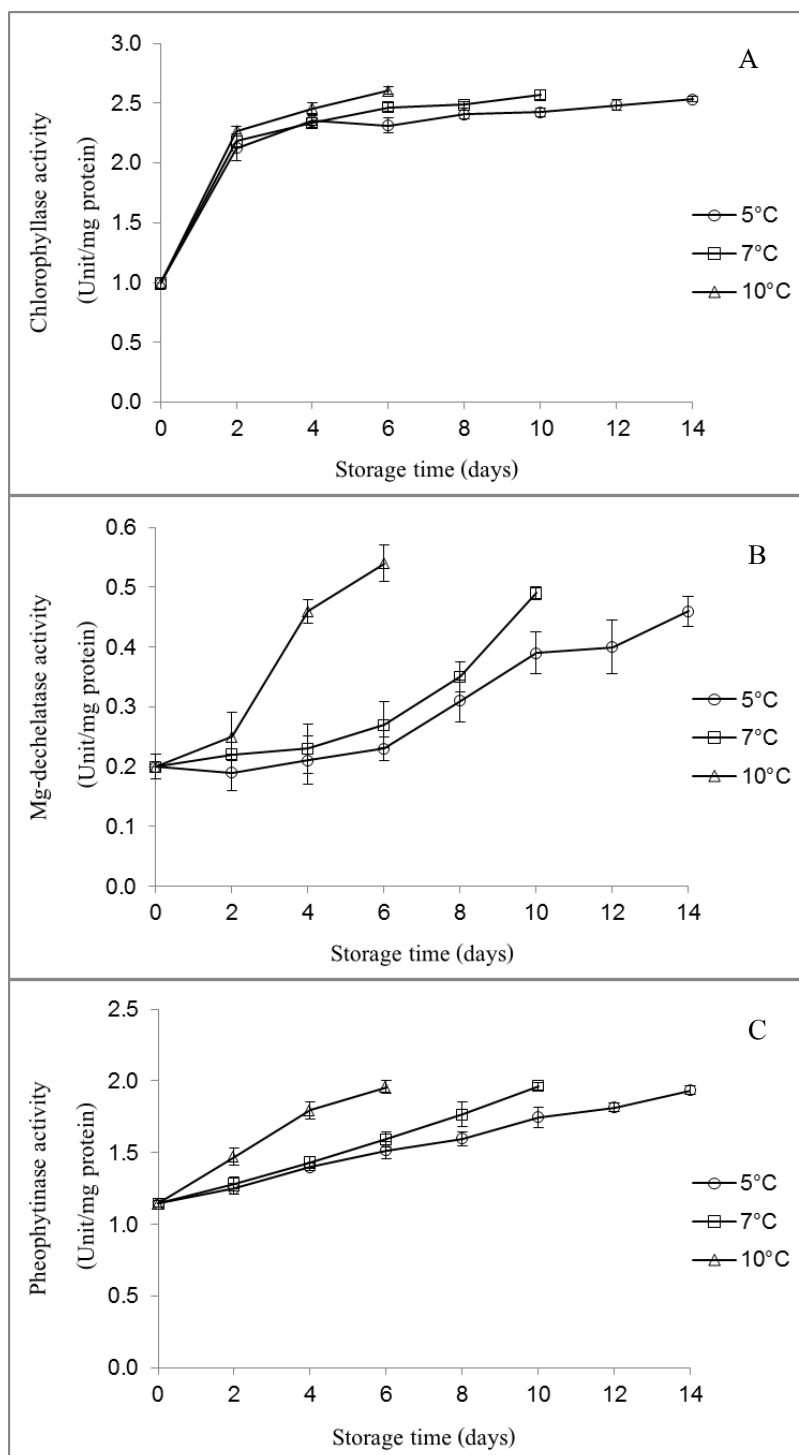 A
Chlorophyllase activity
(Unit/mg protein)
3.0
2.5
2.0
1.5
1.0
0.5
0.0
0 2 4 6 8 10 12 14
Storage time (days)
5°C
7°C
10°C
B
Mg-dechelatase activity
(Unit/mg protein)
0.6
0.5
0.4
0.3
0.2
0.1
0.0
0 2 4 6 8 10 12 14
Storage time (days)
5°C
7°C
10°C
C
Pheophytinase activity
(Unit/mg protein)
2.5
2.0
1.5
1.0
0.5
0.0
0 2 4 6 8 10 12 14
Storage time (days)
5°C
7°C
10°C